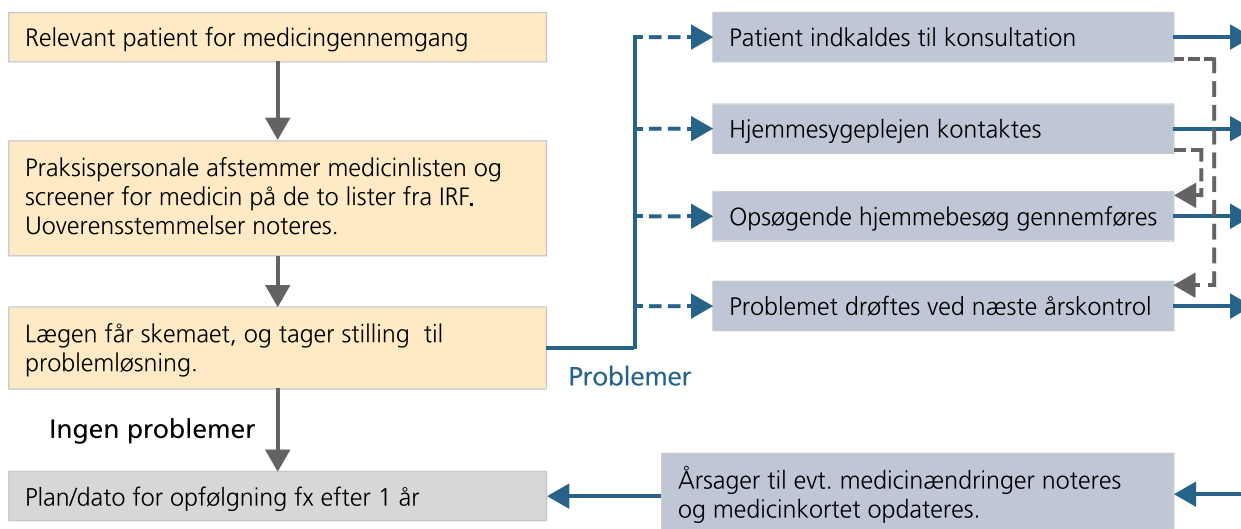 Relevant patient for medicingennemgang
Praksispersonale afstemmer medicinlisten og
screener for medicin på de to lister fra IRF.
Uoverensstemmelser noteres.
Lægen får skemaet, og tager stilling til
problemløsning.
Problemer
Ingen problemer
Plan/dato for opfølgning fx efter 1 år
Patient indkaldes til konsultation
Hjemmesygeplejen kontaktes
Opsøgende hjemmebesøg gennemføres
Problemet drøftes ved næste årskontrol
Årsager til evt. medicinændringer noteres
og medicinkortet opdateres.